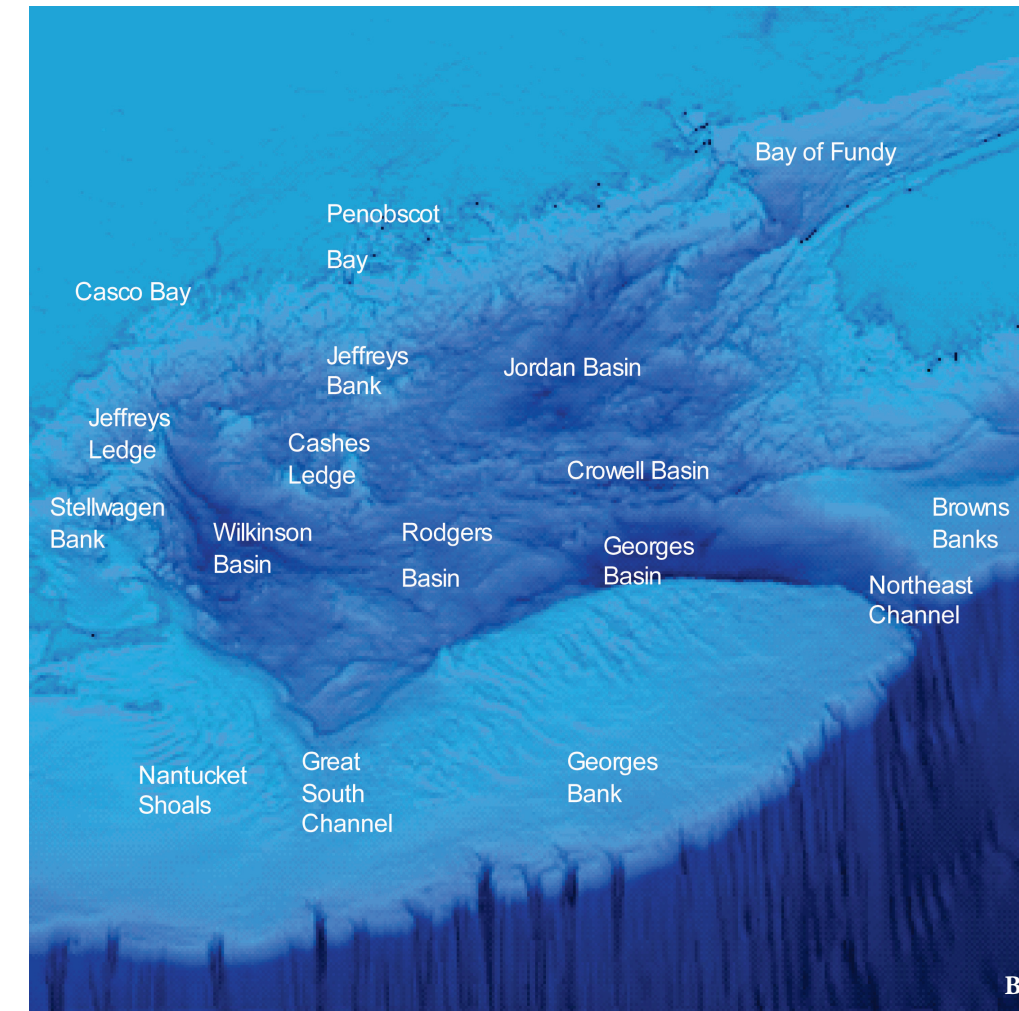 Bay of Fundy
Penobscot
Bay
Casco Bay
Jeffreys
Bank
Jordan Basin
Jeffreys
Ledge
Cashes
Ledge
Crowell Basin
Stellwagen
Bank
Wilkinson
Basin
Rodgers
Basin
Georges
Basin
Browns
Banks
Northeast
Channel
Nantucket
Shoals
Great
South
Channel
Georges
Bank
B